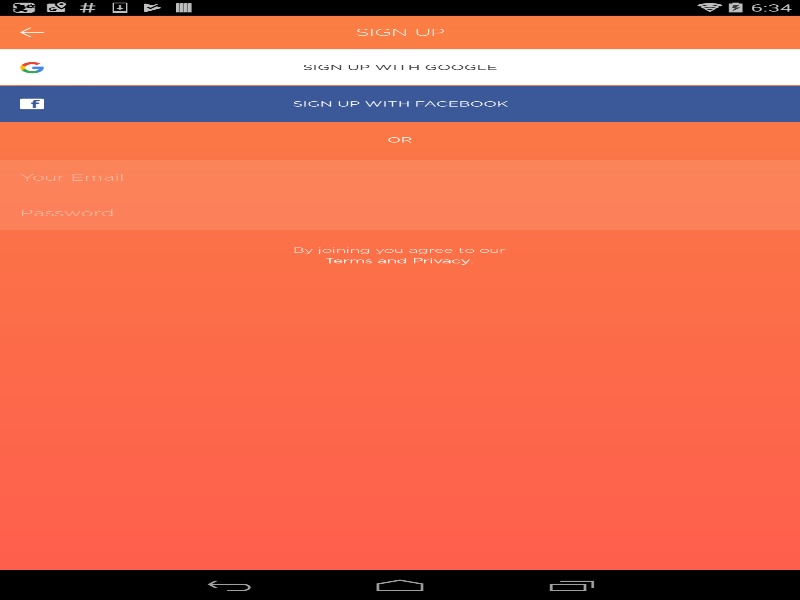 6:34
SIGN UP
SIGN UP WITH GOOGLE
SIGN UP WITH FACEBOOK
OR
Your Email
Password
By joining you agree to our
Terms and Privacy.